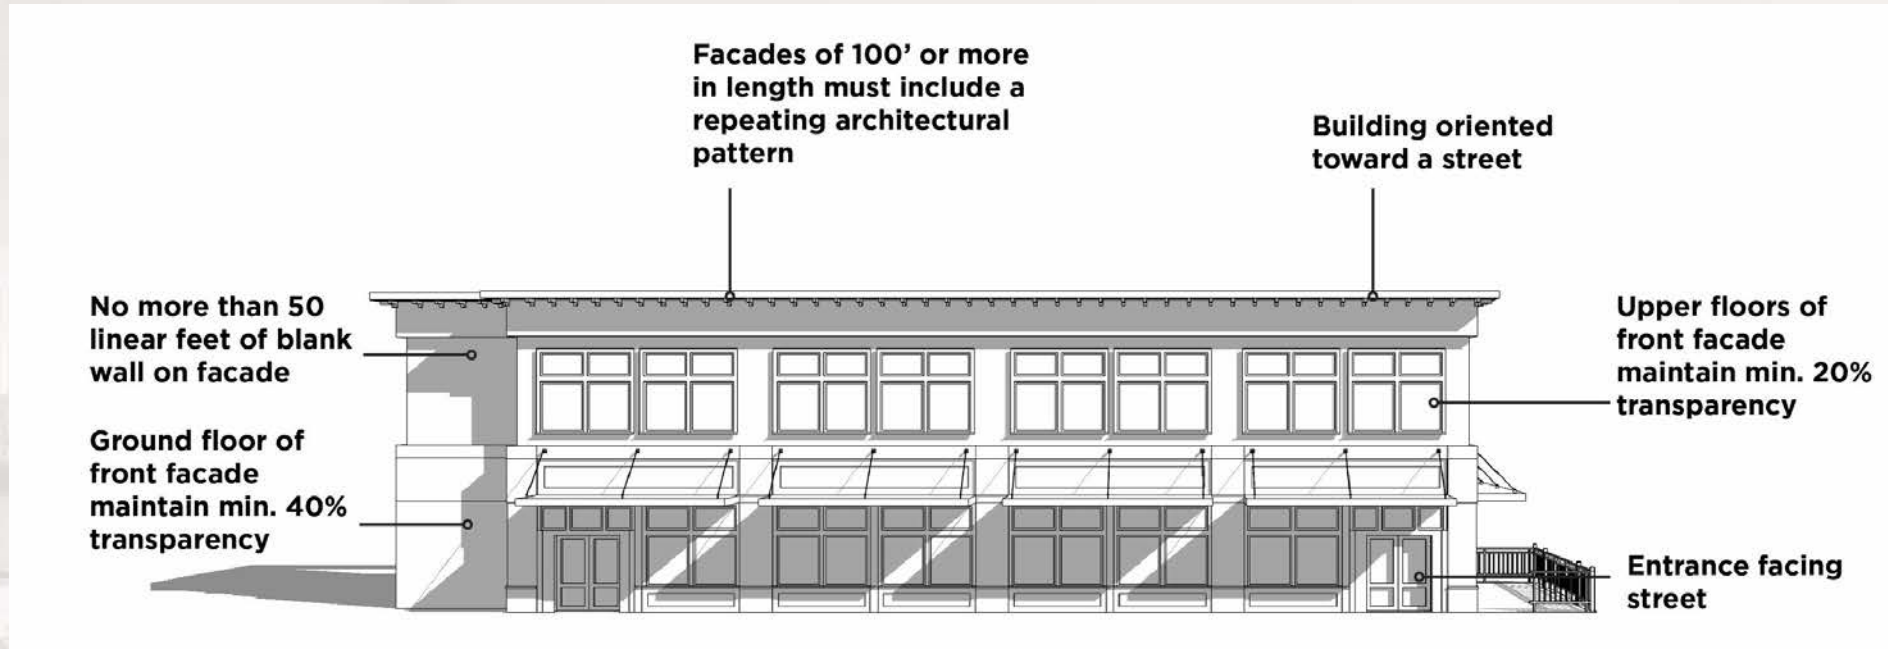 Facades of 100’ or more
in length must include a
repeating architectural
pattern
Building oriented
toward a street
No more than 50
linear feet of blank
wall on facade
Upper floors of
front facade
maintain min. 20%
transparency
Ground floor of
front facade
maintain min. 40%
transparency
Entrance facing
street